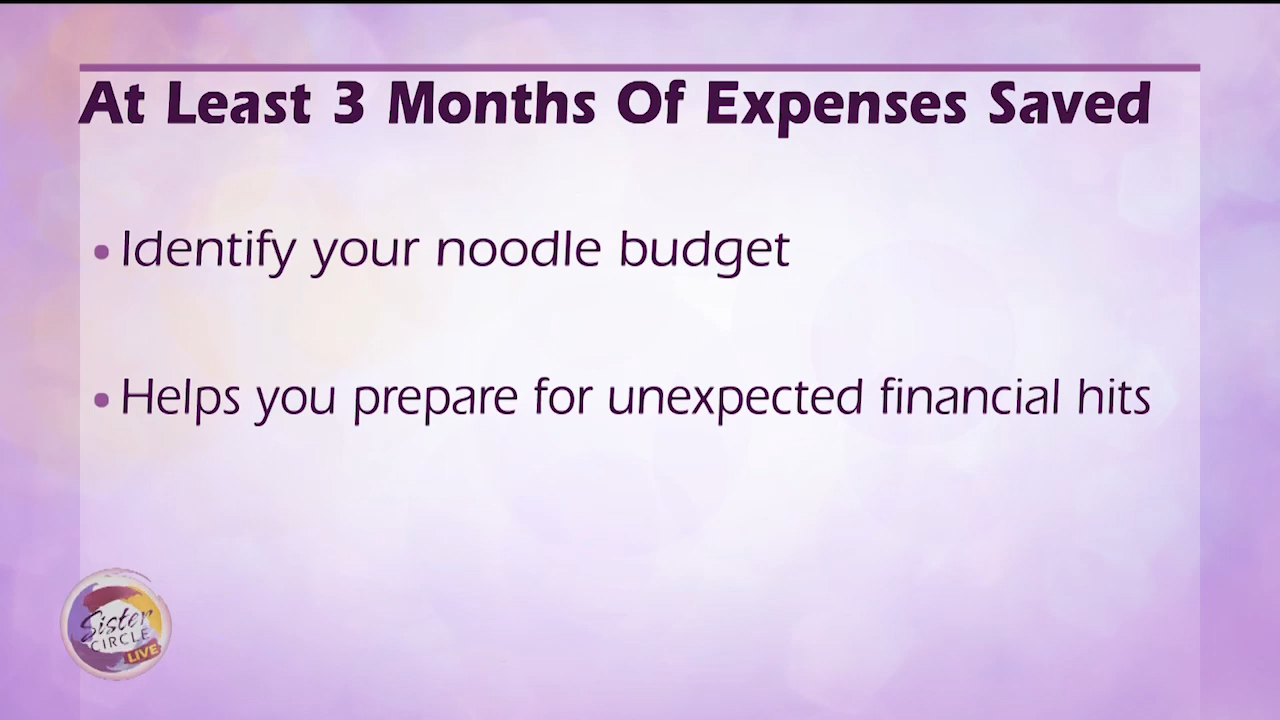 At Least 3 Months Of Expenses Saved
• Identify your noodle budget
• Helps you prepare for unexpected financial hits
Sister
CIRCLE
LIVE